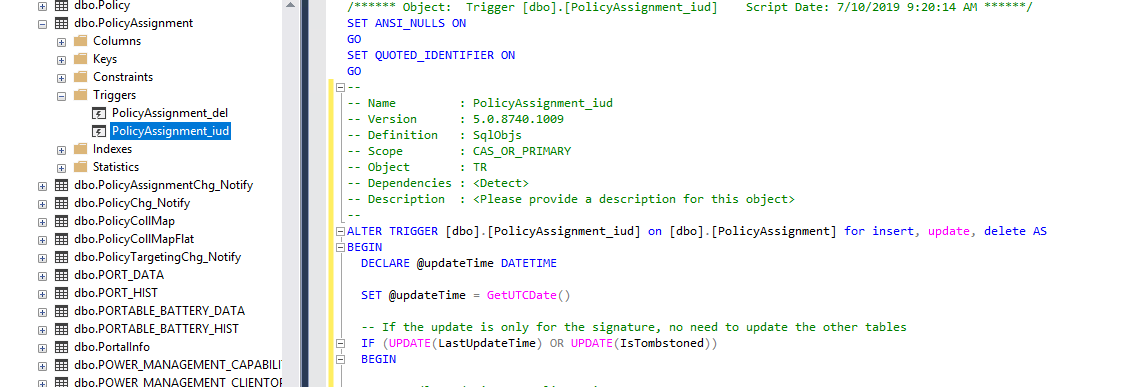 dbo.Policy
dbo.PolicyAssignment
Columns
Keys
Constraints
Triggers
PolicyAssignment_del
PolicyAssignment_iud
Indexes
Statistics
dbo.PolicyAssignmentChg_Notify
dbo.PolicyChg_Notify
dbo.PolicyCollMap
dbo.PolicyCollMapFlat
dbo.PolicyTargetingChg_Notify
dbo.PORT_DATA
dbo.PORT_HIST
dbo.PORTABLE_BATTERY_DATA
dbo.PORTABLE_BATTERY_HIST
dbo.PortalInfo
dbo.POWER_MANAGEMENT_CAPABILI
dbo.POWER_MANAGEMENT_CLIENTOP
/****** Object:  Trigger [dbo].[PolicyAssignment_iud]    Script Date: 7/10/2019 9:20:14 AM ******/
SET ANSI_NULLS ON
GO
SET QUOTED_IDENTIFIER ON
GO
--
-- Name         : PolicyAssignment_iud
-- Version      : 5.0.8740.1009
-- Definition   : SqlObjs
-- Scope        : CAS_OR_PRIMARY
-- Object       : TR
-- Dependencies : <Detect>
-- Description  : <Please provide a description for this object>
--
ALTER TRIGGER [dbo].[PolicyAssignment_iud] on [dbo].[PolicyAssignment] for insert, update, delete AS
BEGIN
DECLARE @updateTime DATETIME
SET @updateTime = GetUTCDate()
-- If the update is only for the signature, no need to update the other tables
IF (UPDATE(LastUpdateTime) OR UPDATE(IsTombstoned))
BEGIN